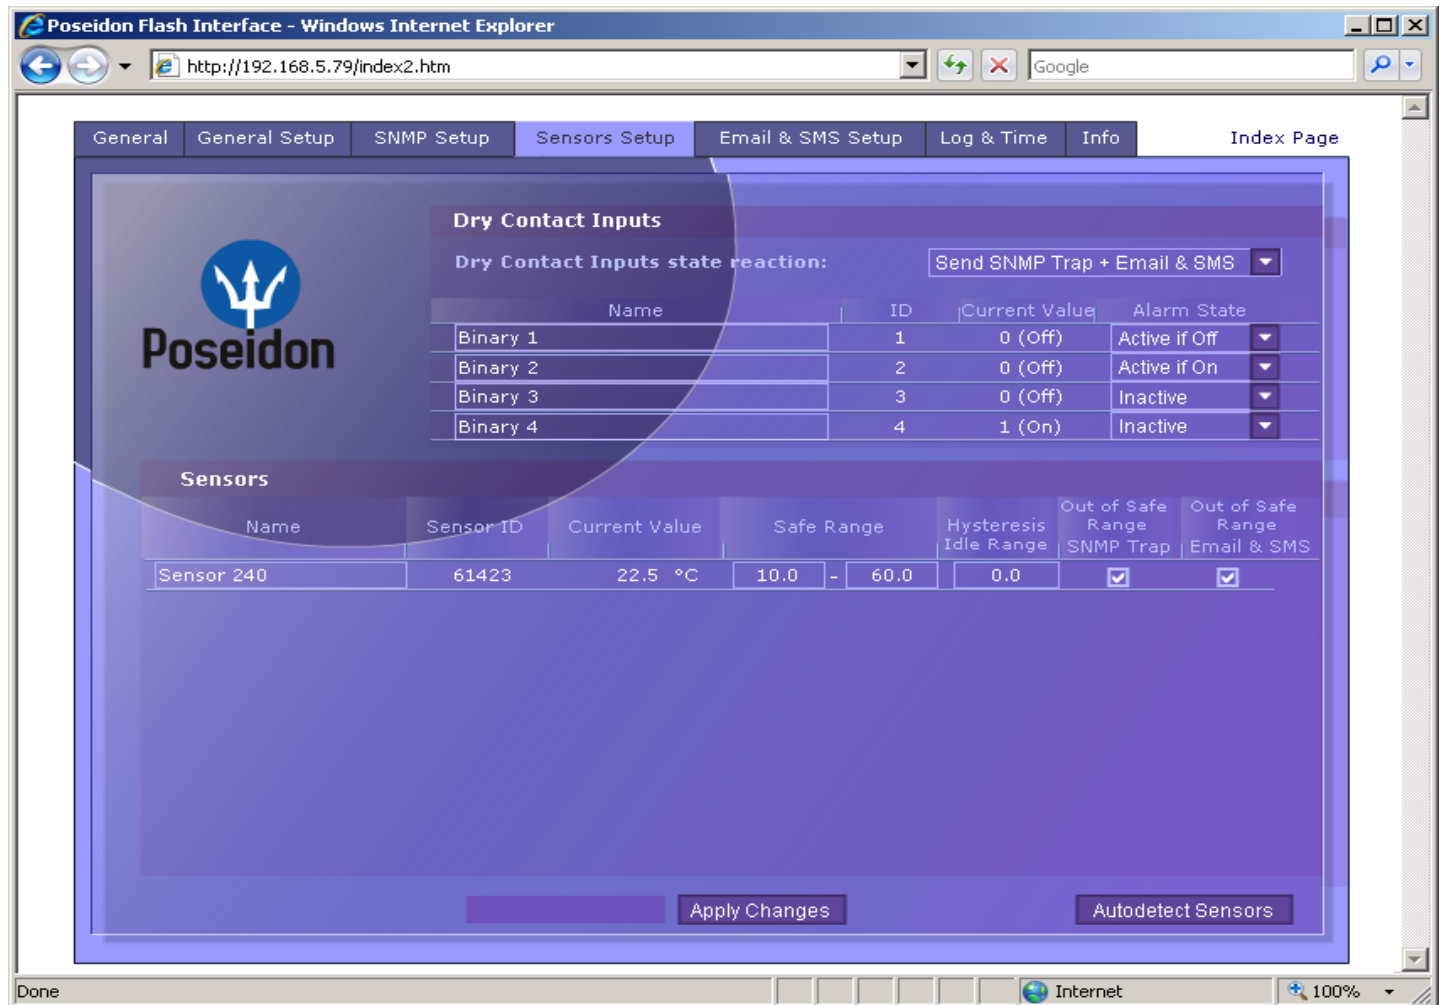 Poseidon Flash Interface - Windows Internet Explorer
http://192.168.5.79/index2.htm
Google
General General Setup SNMP Setup Sensors Setup Email & SMS Setup Log & Time Info Index Page
Poseidon
Dry Contact Inputs
Dry Contact Inputs state reaction: Send SNMP Trap + Email & SMS
Name ID Current Value Alarm State
Binary 1 1 0 (Off) Active if Off
Binary 2 2 0 (Off) Active if On
Binary 3 3 0 (Off) Inactive
Binary 4 4 1 (On) Inactive
Sensors
Name Sensor ID Current Value Safe Range Hysteresis Idle Range Out of Safe Range SNMP Trap Out of Safe Range Email & SMS
Sensor 240 61423 22.5 °C 10.0 - 60.0 0.0
Apply Changes Autodetect Sensors
Done Internet 100%